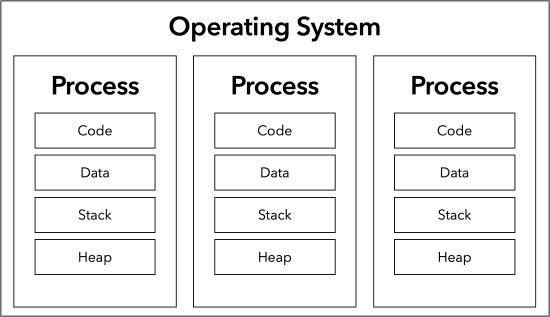 Operating System
Process
Code
Data
Stack
Heap
Process
Code
Data
Stack
Heap
Process
Code
Data
Stack
Heap